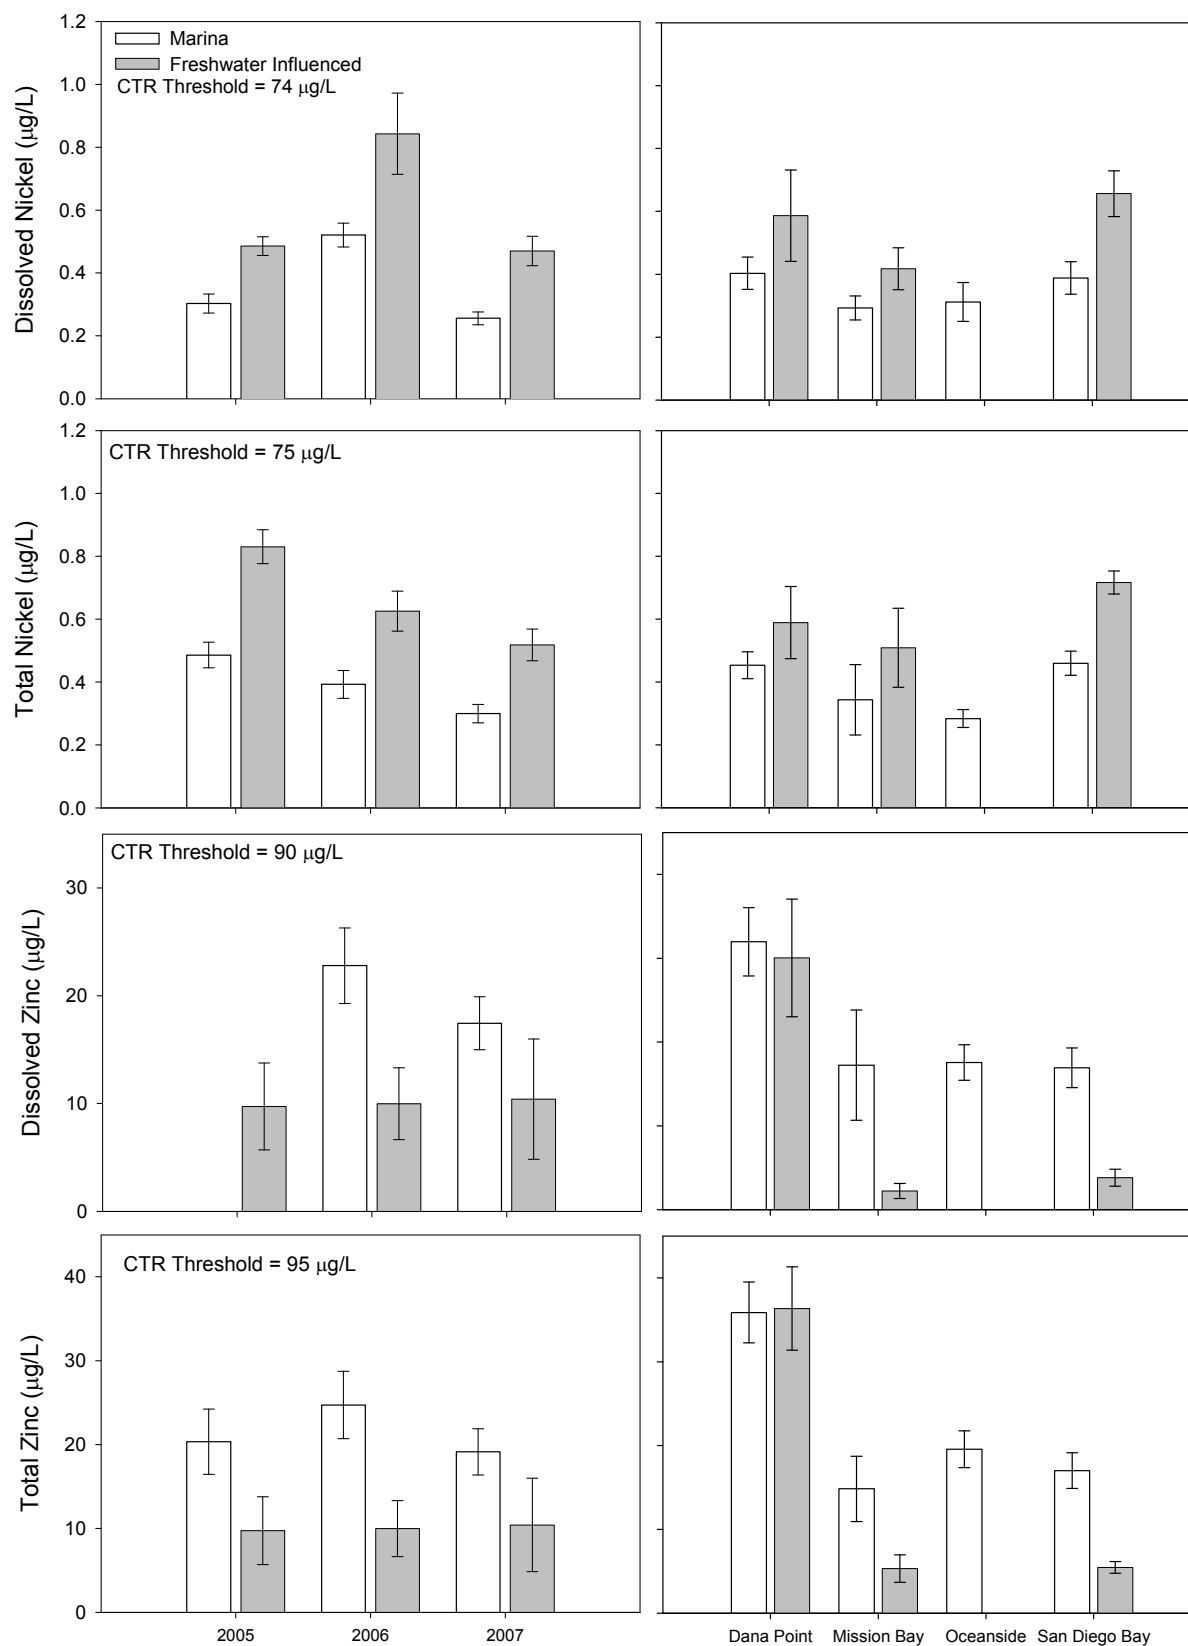 1.2
Marina
Freshwater Influenced
CTR Threshold = 74 μg/L
1.0
0.8
0.6
0.4
0.2
0.0
Dissolved Nickel (μg/L)
1.2
CTR Threshold = 75 μg/L
1.0
0.8
0.6
0.4
0.2
0.0
Total Nickel (μg/L)
CTR Threshold = 90 μg/L
30
20
10
0
Dissolved Zinc (μg/L)
CTR Threshold = 95 μg/L
40
30
20
10
0
Total Zinc (μg/L)
2005 2006 2007
Dana Point Mission Bay Oceanside San Diego Bay